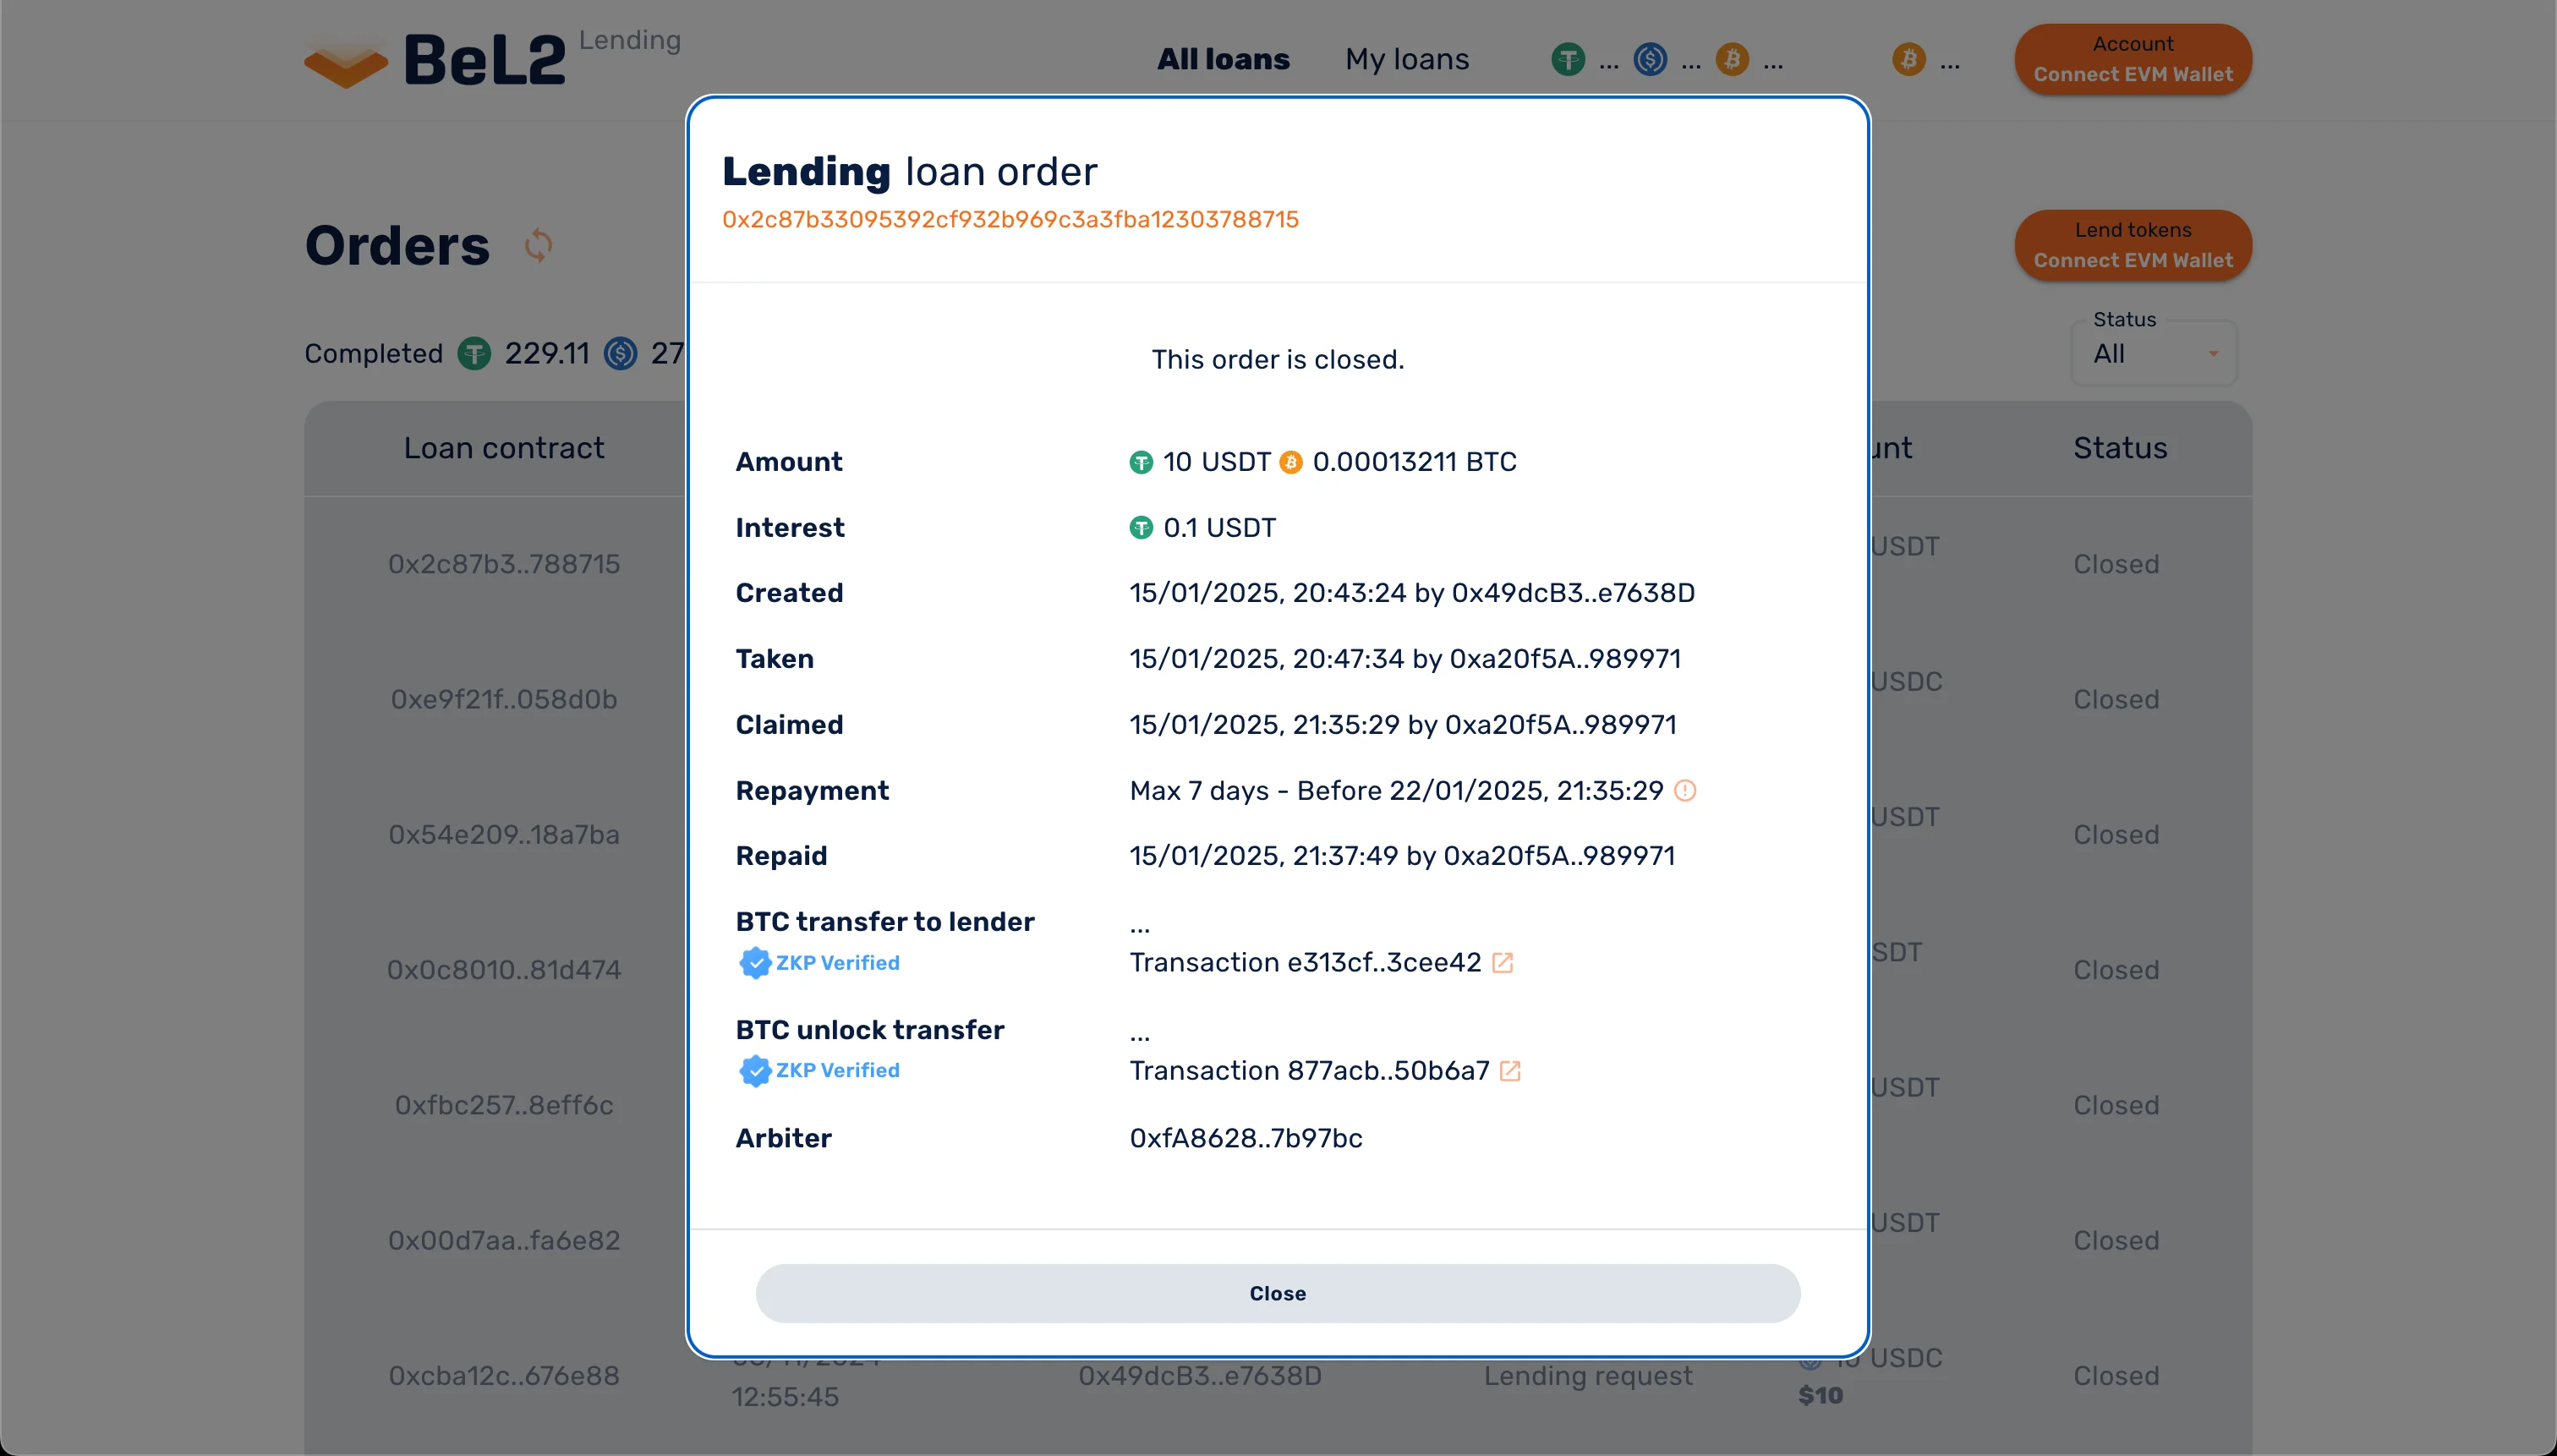 BeL2 Lending
All loans
My loans
...
...
...
...
Account
Connect EVM Wallet
Orders
Lend tokens
Connect EVM Wallet
Completed 229.11 27
Status
All
Loan contract
Status
0x2c87b3..788715
USDT
Closed
0xe9f21f..058d0b
USDC
Closed
0x54e209..18a7ba
USDT
Closed
0x0c8010..81d474
Closed
0xfbc257..8eff6c
USDT
Closed
0x00d7aa..fa6e82
USDT
Closed
0xcba12c..676e88
12:55:45
0x49dcB3..e7638D
Lending request
10 USDC
$10
Closed
Lending loan order
0x2c87b33095392cf932b969c3a3fba12303788715
This order is closed.
Amount 10 USDT 0.00013211 BTC
Interest 0.1 USDT
Created 15/01/2025, 20:43:24 by 0x49dcB3..e7638D
Taken 15/01/2025, 20:47:34 by 0xa20f5A..989971
Claimed 15/01/2025, 21:35:29 by 0xa20f5A..989971
Repayment Max 7 days - Before 22/01/2025, 21:35:29
Repaid 15/01/2025, 21:37:49 by 0xa20f5A..989971
BTC transfer to lender ...
ZKP Verified Transaction e313cf..3cee42
BTC unlock transfer ...
ZKP Verified Transaction 877acb..50b6a7
Arbiter 0xfA8628..7b97bc
Close